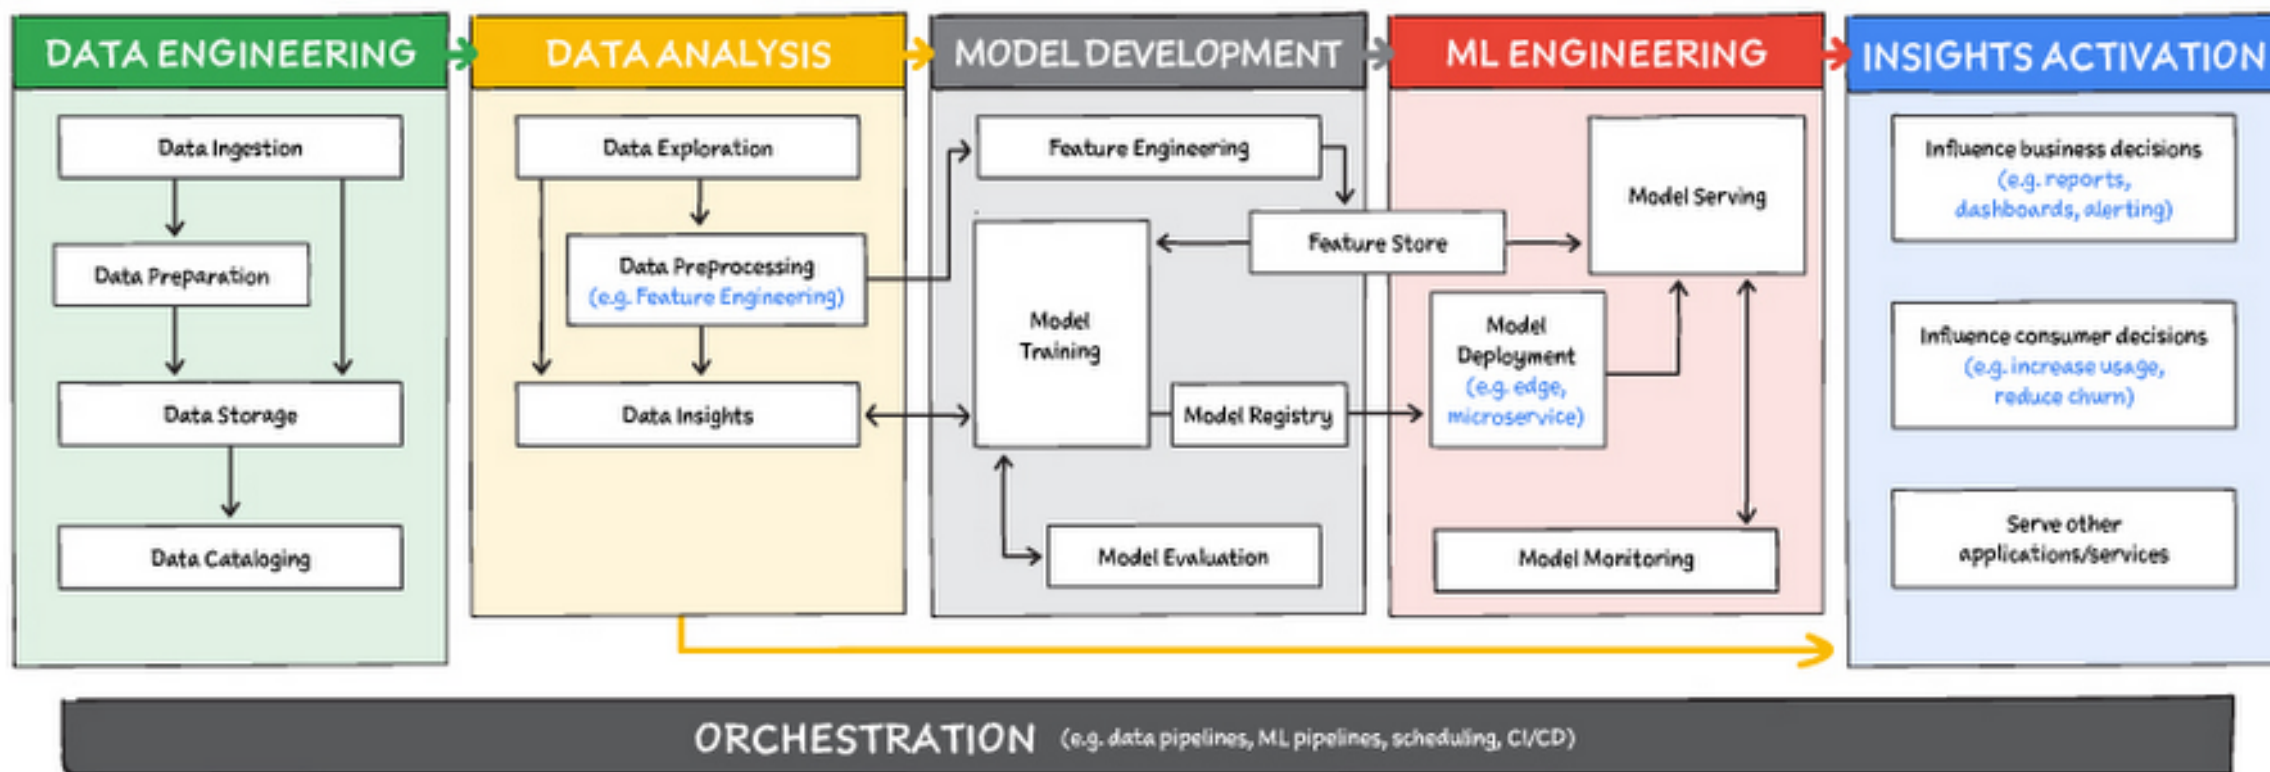 DATA ENGINEERING
Data Ingestion
Data Preparation
Data Storage
Data Cataloging
DATA ANALYSIS
Data Exploration
Data Preprocessing
(e.g. Feature Engineering)
Data Insights
MODEL DEVELOPMENT
Feature Engineering
Feature Store
Model
Training
Model Registry
Model Evaluation
ML ENGINEERING
Model Serving
Model
Deployment
(e.g. edge,
microservice)
Model Monitoring
INSIGHTS ACTIVATION
Influence business decisions
(e.g. reports,
dashboards, alerting)
Influence consumer decisions
(e.g. increase usage,
reduce churn)
Serve other
applications/services
ORCHESTRATION (e.g. data pipelines, ML pipelines, scheduling, CI/CD)